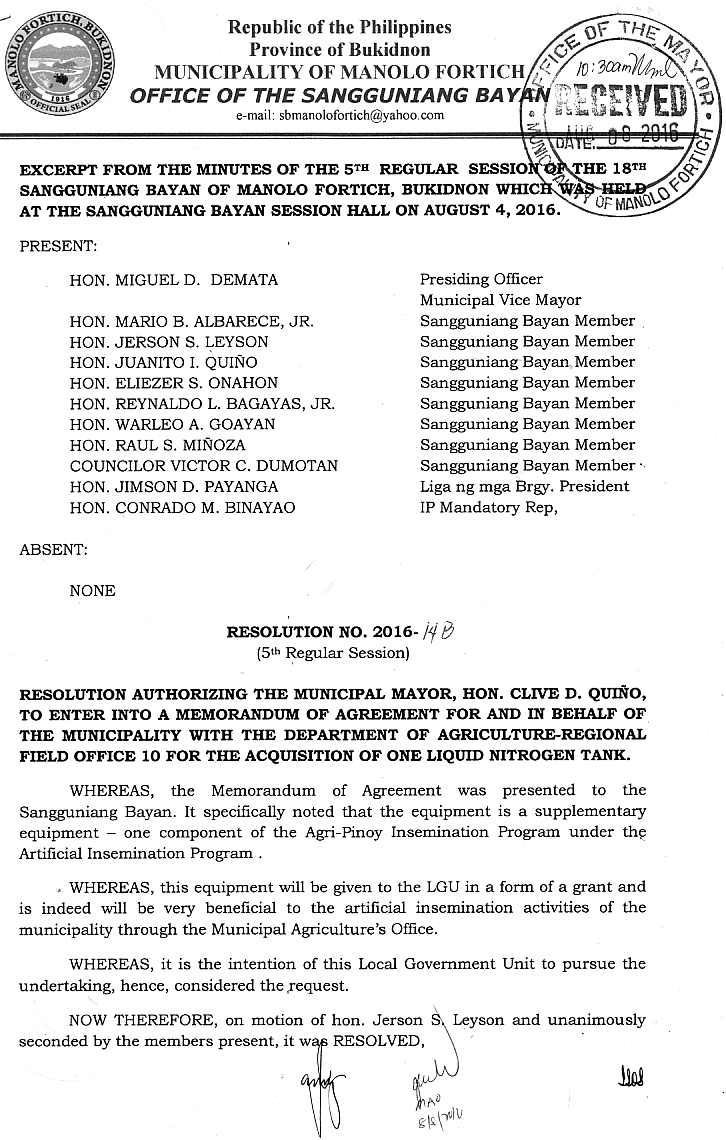 Republic of the Philippines
Province of Bukidnon
MUNICIPALITY OF MANOLO FORTICH
OFFICE OF THE SANGGUNIANG BAYAN
e-mail: sbmanolofortich@yahoo.com
MANOLO FORTICH, BUKIDNON
1916
OFFICIAL SEAL
OFFICE OF THE MAYOR
10:30am
RECEIVED
DATE: AUG 08 2016
MUNICIPALITY OF MANOLO FORTICH
EXCERPT FROM THE MINUTES OF THE 5TH REGULAR SESSION OF THE 18TH
SANGGUNIANG BAYAN OF MANOLO FORTICH, BUKIDNON WHICH WAS HELD
AT THE SANGGUNIANG BAYAN SESSION HALL ON AUGUST 4, 2016.
PRESENT:
HON. MIGUEL D. DEMATA Presiding Officer
Municipal Vice Mayor
HON. MARIO B. ALBARECE, JR. Sangguniang Bayan Member
HON. JERSON S. LEYSON Sangguniang Bayan Member
HON. JUANITO I. QUIÑO Sangguniang Bayan Member
HON. ELIEZER S. ONAHON Sangguniang Bayan Member
HON. REYNALDO L. BAGAYAS, JR. Sangguniang Bayan Member
HON. WARLEO A. GOAYAN Sangguniang Bayan Member
HON. RAUL S. MIÑOZA Sangguniang Bayan Member
COUNCILOR VICTOR C. DUMOTAN Sangguniang Bayan Member
HON. JIMSON D. PAYANGA Liga ng mga Brgy. President
HON. CONRADO M. BINAYAO IP Mandatory Rep,
ABSENT:
NONE
RESOLUTION NO. 2016-14B
(5th Regular Session)
RESOLUTION AUTHORIZING THE MUNICIPAL MAYOR, HON. CLIVE D. QUIÑO,
TO ENTER INTO A MEMORANDUM OF AGREEMENT FOR AND IN BEHALF OF
THE MUNICIPALITY WITH THE DEPARTMENT OF AGRICULTURE-REGIONAL
FIELD OFFICE 10 FOR THE ACQUISITION OF ONE LIQUID NITROGEN TANK.
WHEREAS, the Memorandum of Agreement was presented to the
Sangguniang Bayan. It specifically noted that the equipment is a supplementary
equipment – one component of the Agri-Pinoy Insemination Program under the
Artificial Insemination Program .
WHEREAS, this equipment will be given to the LGU in a form of a grant and
is indeed will be very beneficial to the artificial insemination activities of the
municipality through the Municipal Agriculture's Office.
WHEREAS, it is the intention of this Local Government Unit to pursue the
undertaking, hence, considered the request.
NOW THEREFORE, on motion of hon. Jerson S. Leyson and unanimously
seconded by the members present, it was RESOLVED,
MAO
8/8/2016